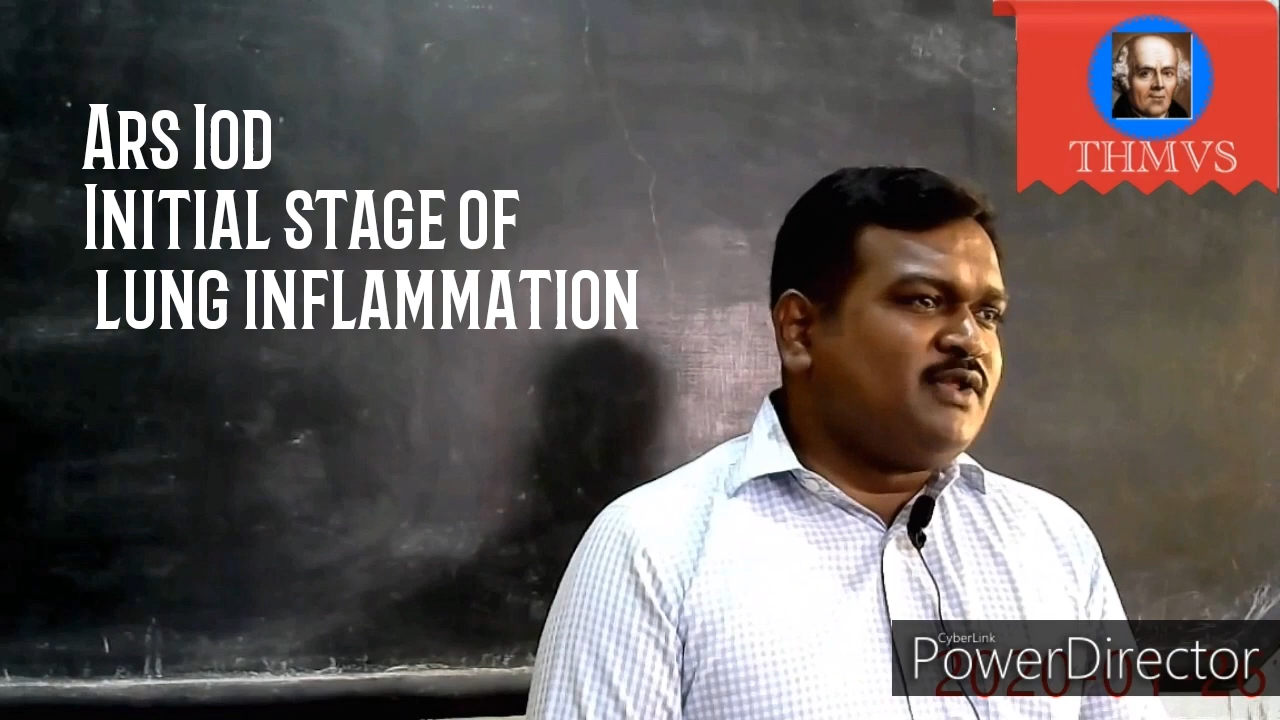 Ars Iod
Initial stage of
lung inflammation
THMVS
CyberLink
PowerDirector